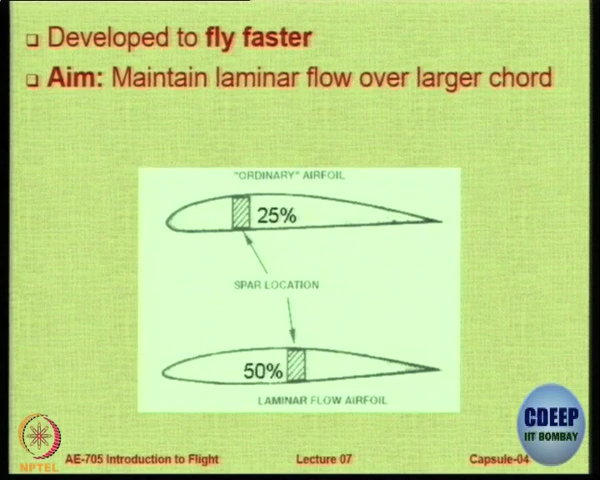 Developed to fly faster
Aim: Maintain laminar flow over larger chord
"ORDINARY" AIRFOIL
25%
SPAR LOCATION
50%
LAMINAR FLOW AIRFOIL
CDEEP
IIT BOMBAY
NPTEL
AE-705 Introduction to Flight Lecture 07 Capsule-04